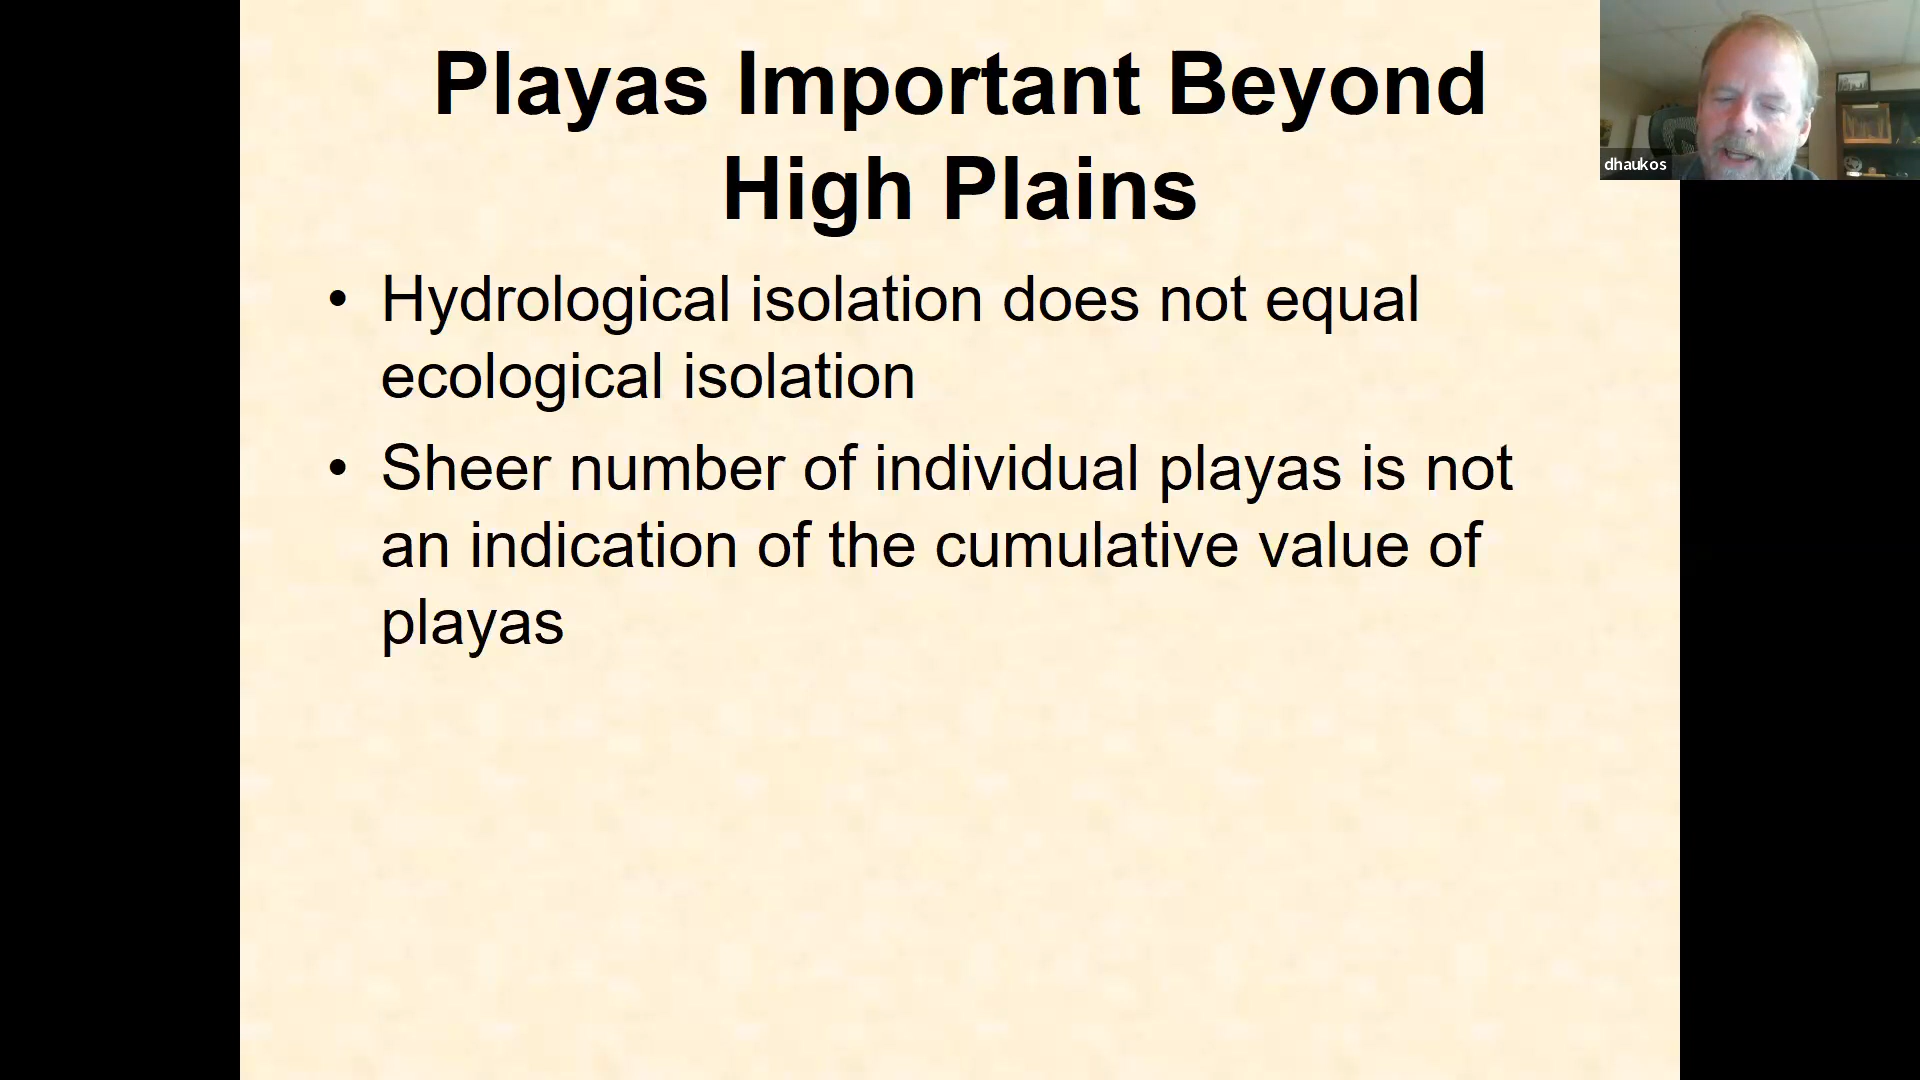 Playas Important Beyond
High Plains
• Hydrological isolation does not equal
ecological isolation
• Sheer number of individual playas is not
an indication of the cumulative value of
playas
dhaukos